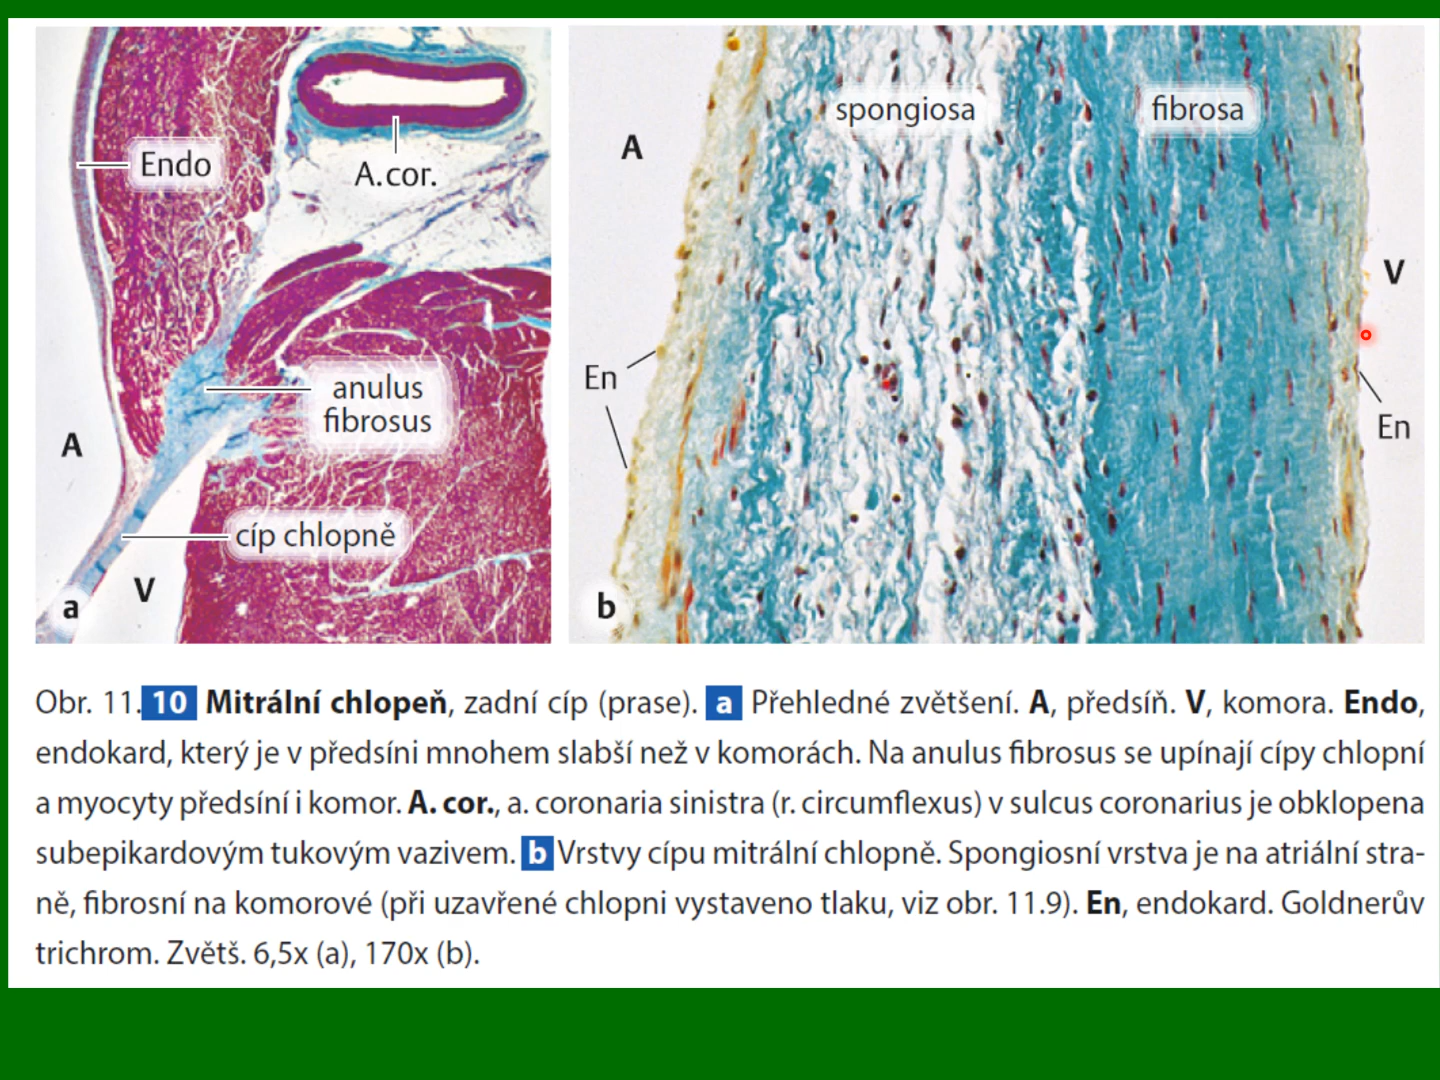 Endo
A. cor.
anulus
fibrosus
A
cíp chlopně
V
a
A
spongiosa
fibrosa
V
En
En
b
Obr. 11.10 Mitrální chlopeň, zadní cíp (prase). a Přehledné zvětšení. A, předsíň. V, komora. Endo,
endokard, který je v předsíni mnohem slabší než v komorách. Na anulus fibrosus se upínají cípy chlopní
a myocyty předsíní i komor. A. cor., a. coronaria sinistra (r. circumflexus) v sulcus coronarius je obklopena
subepikardovým tukovým vazivem. b Vrstvy cípu mitrální chlopně. Spongiosní vrstva je na atriální stra-
ně, fibrosní na komorové (při uzavřené chlopni vystaveno tlaku, viz obr. 11.9). En, endokard. Goldnerův
trichrom. Zvětš. 6,5x (a), 170x (b).